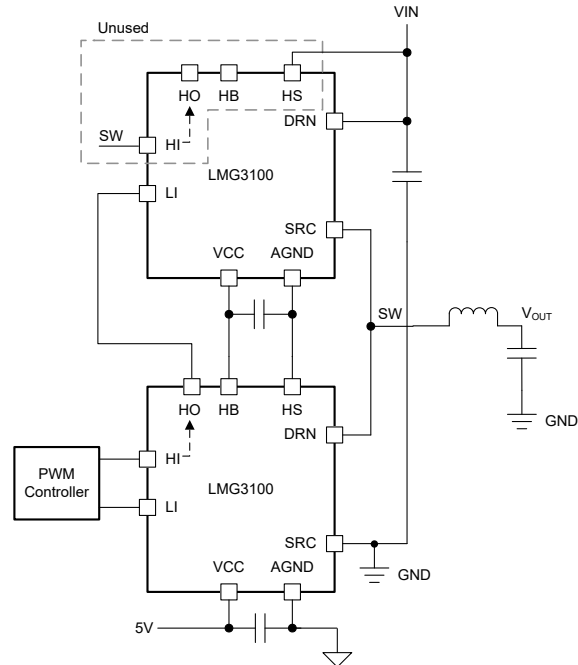 VIN
Unused
HO HB HS
DRN
SW
HI
LMG3100
LI
SRC
VCC AGND
SW
VOUT
GND
HO HB HS
DRN
HI
PWM
Controller
LMG3100
LI
SRC
VCC AGND
GND
5V